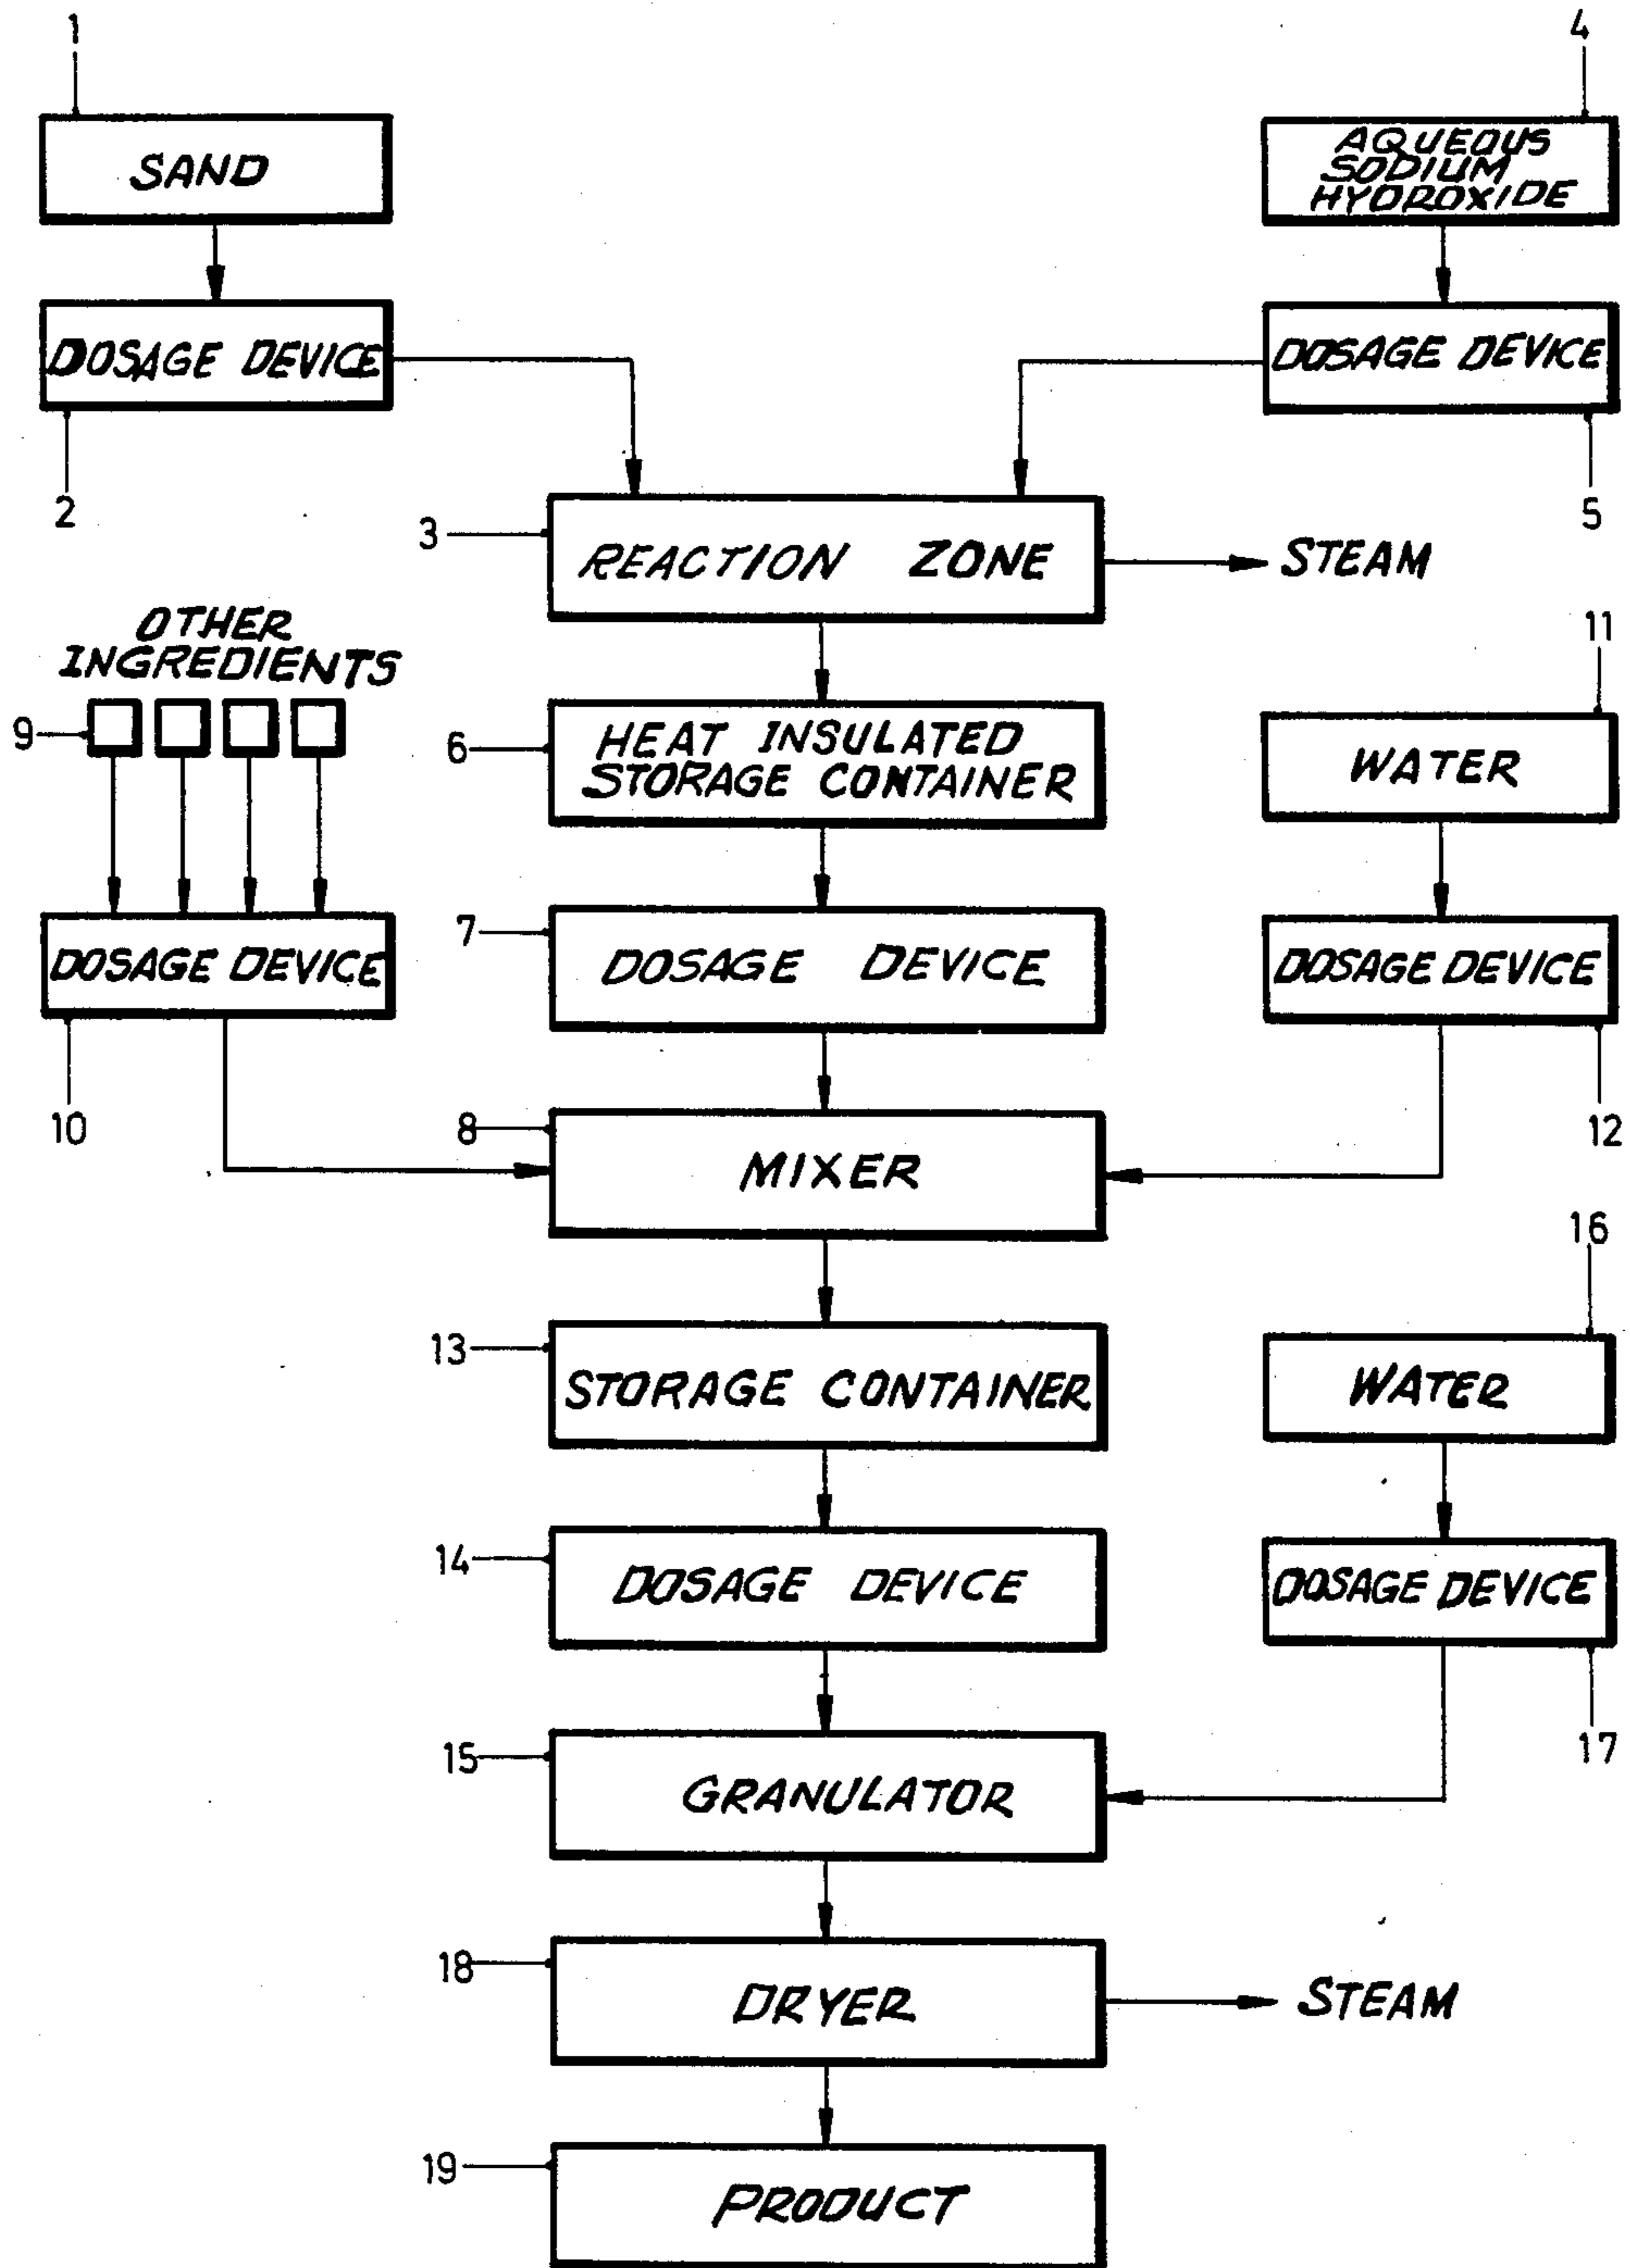 1
4
SAND
AQUEOUS
SODIUM
HYDROXIDE
DOSAGE DEVICE
DOSAGE DEVICE
2
5
3
REACTION ZONE
STEAM
OTHER
INGREDIENTS
11
9
6
HEAT INSULATED
STORAGE CONTAINER
WATER
7
DOSAGE DEVICE
DOSAGE DEVICE
DOSAGE DEVICE
10
8
12
MIXER
16
13
STORAGE CONTAINER
WATER
14
DOSAGE DEVICE
DOSAGE DEVICE
15
17
GRANULATOR
18
DRYER
STEAM
19
PRODUCT